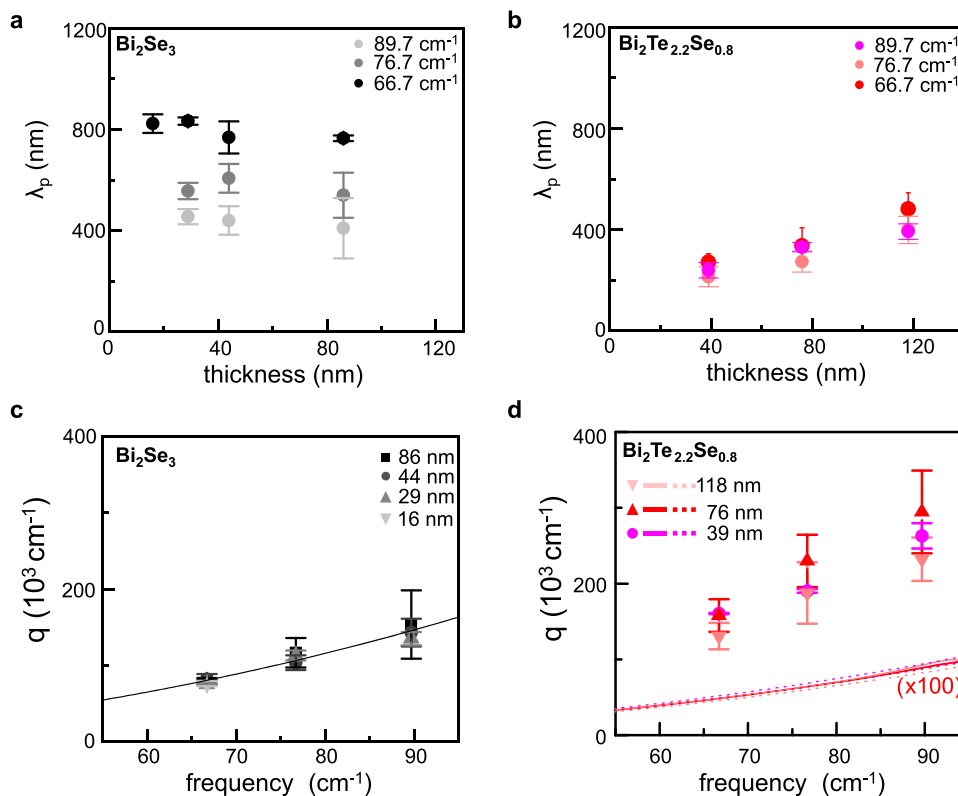 a
Bi₂Se₃
89.7 cm⁻¹
76.7 cm⁻¹
66.7 cm⁻¹
1200
800
400
0
λₚ (nm)
0 40 80 120
thickness (nm)
b
Bi₂Te₂.₂Se₀.₈
89.7 cm⁻¹
76.7 cm⁻¹
66.7 cm⁻¹
1200
800
400
0
λₚ (nm)
0 40 80 120
thickness (nm)
c
Bi₂Se₃
86 nm
44 nm
29 nm
16 nm
400
200
0
q (10³ cm⁻¹)
60 70 80 90
frequency (cm⁻¹)
d
Bi₂Te₂.₂Se₀.₈
118 nm
76 nm
39 nm
400
200
0
q (10³ cm⁻¹)
(x100)
60 70 80 90
frequency (cm⁻¹)